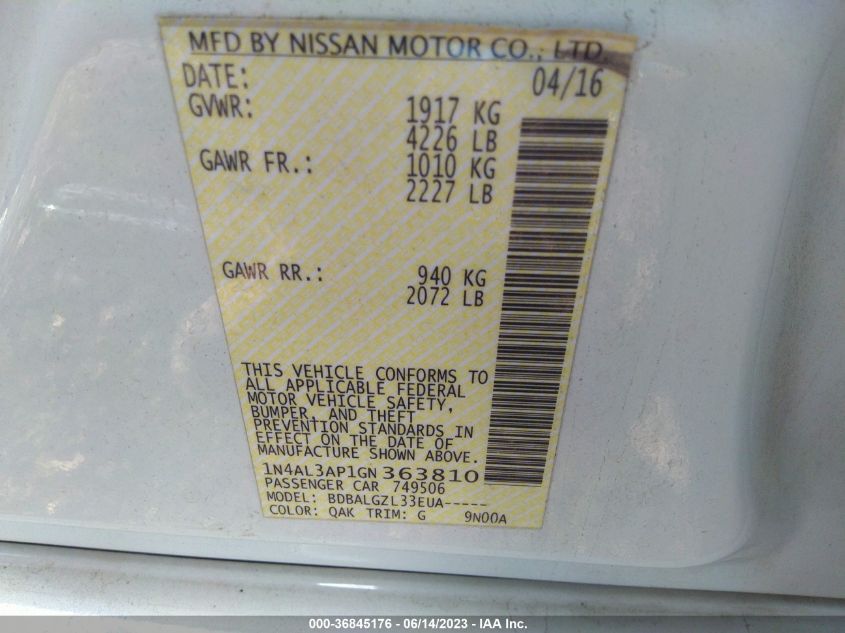 MFD BY NISSAN MOTOR CO., LTD.
DATE: 04/16
GVWR: 1917 KG
4226 LB
GAWR FR.: 1010 KG
2227 LB
GAWR RR.: 940 KG
2072 LB
THIS VEHICLE CONFORMS TO
ALL APPLICABLE FEDERAL
MOTOR VEHICLE SAFETY,
BUMPER, AND THEFT
PREVENTION STANDARDS IN
EFFECT ON THE DATE OF
MANUFACTURE SHOWN ABOVE.
1N4AL3AP1GN363810
PASSENGER CAR 749506
MODEL: BDBALGZL33EUA-----
COLOR: QAK TRIM: G 9N00A
000-36845176 - 06/14/2023 - IAA Inc.